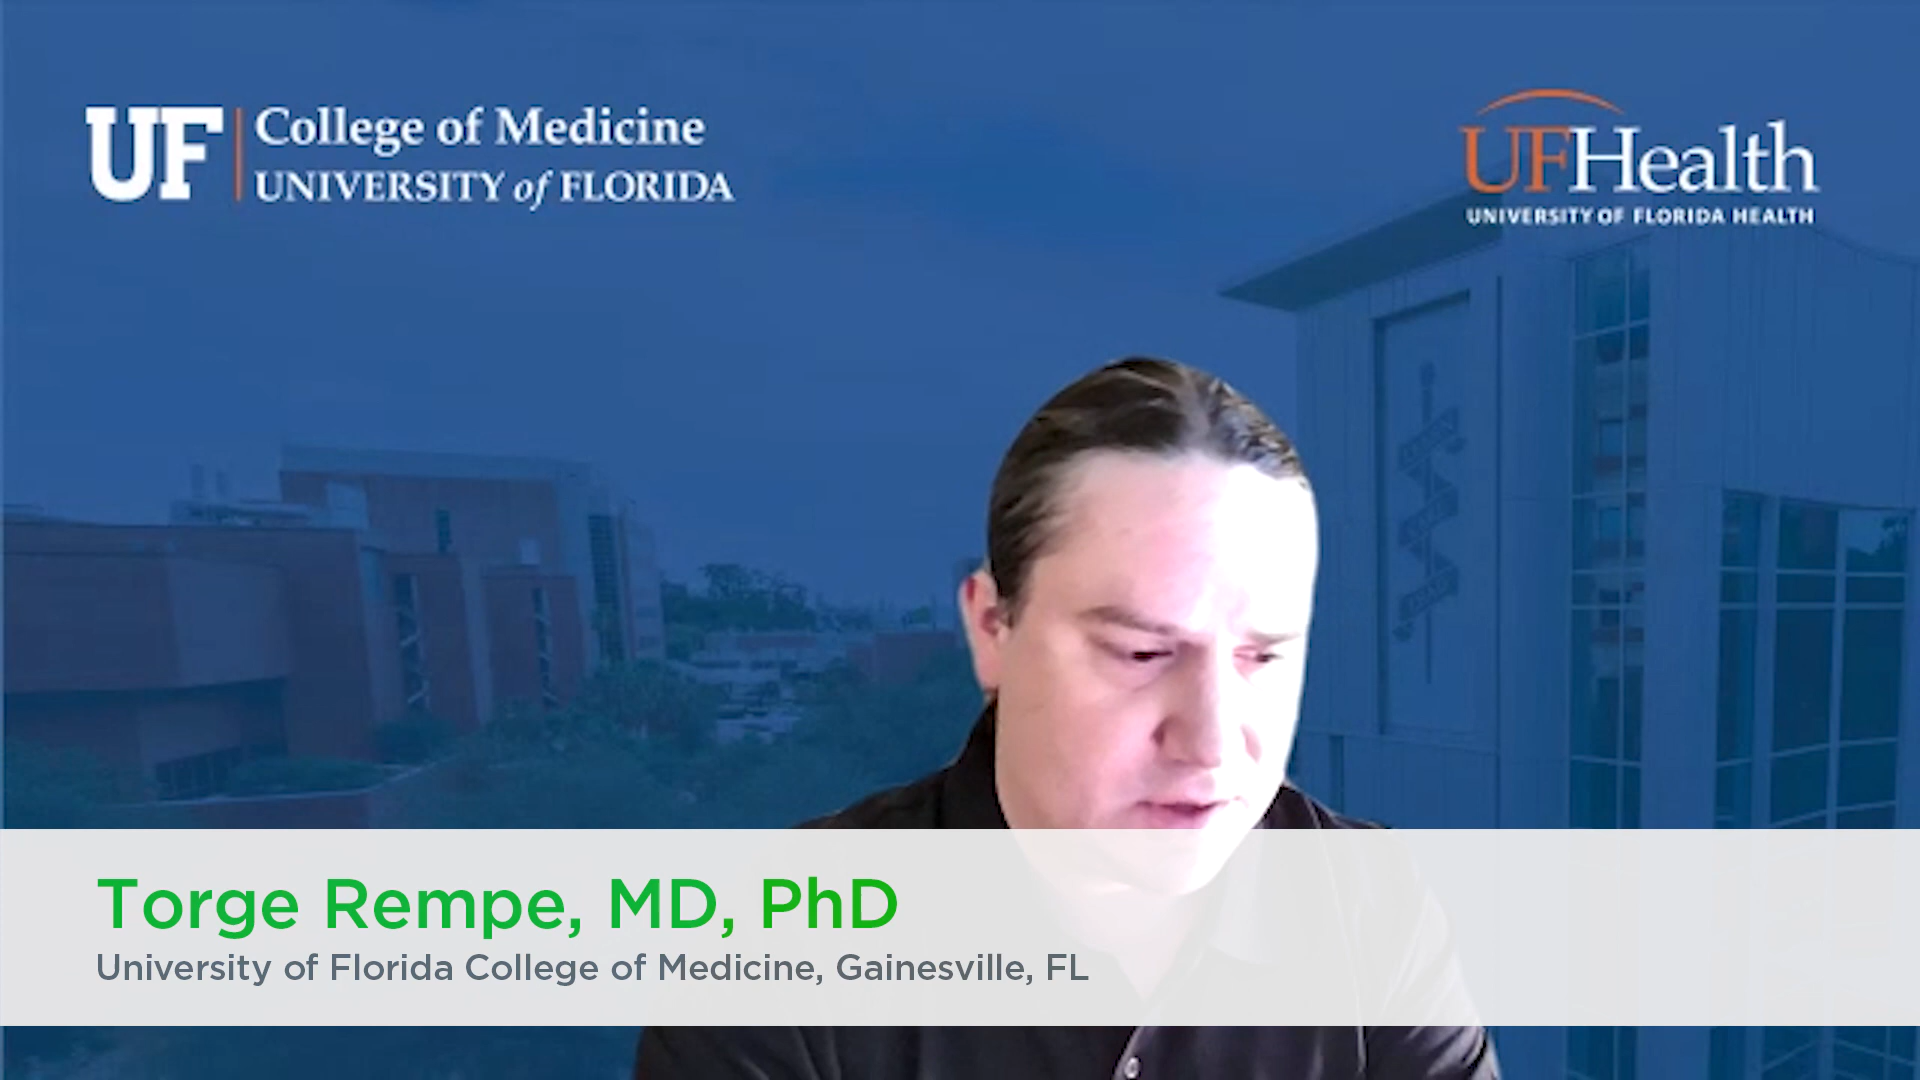 UF College of Medicine
UNIVERSITY of FLORIDA
UFHealth
UNIVERSITY OF FLORIDA HEALTH
Torge Rempe, MD, PhD
University of Florida College of Medicine, Gainesville, FL